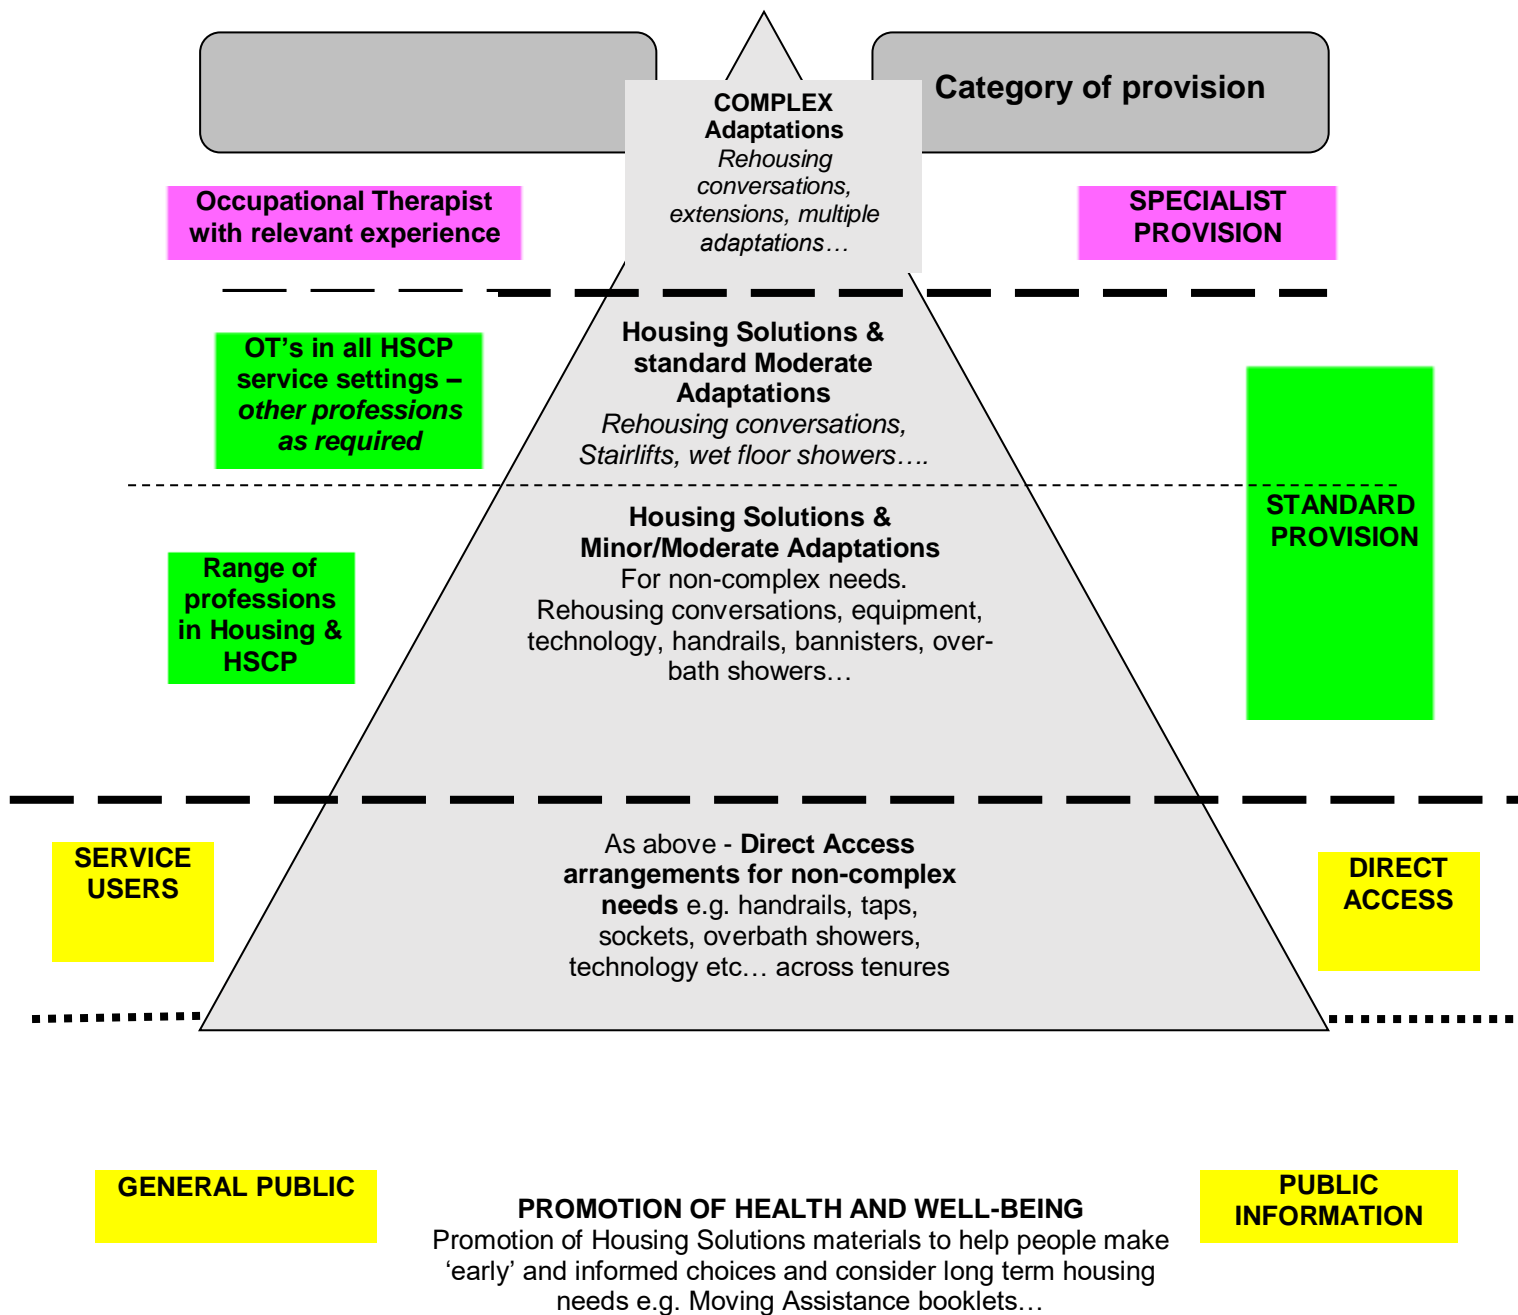 Category of provision
COMPLEX
Adaptations
Rehousing
conversations,
extensions, multiple
adaptations…
Occupational Therapist
with relevant experience
SPECIALIST
PROVISION
OT's in all HSCP
service settings –
other professions
as required
Housing Solutions &
standard Moderate
Adaptations
Rehousing conversations,
Stairlifts, wet floor showers….
STANDARD
PROVISION
Range of
professions
in Housing &
HSCP
Housing Solutions &
Minor/Moderate Adaptations
For non-complex needs.
Rehousing conversations, equipment,
technology, handrails, bannisters, over-
bath showers…
SERVICE
USERS
As above - Direct Access
arrangements for non-complex
needs e.g. handrails, taps,
sockets, overbath showers,
technology etc… across tenures
DIRECT
ACCESS
GENERAL PUBLIC
PROMOTION OF HEALTH AND WELL-BEING
Promotion of Housing Solutions materials to help people make
‘early’ and informed choices and consider long term housing
needs e.g. Moving Assistance booklets…
PUBLIC
INFORMATION